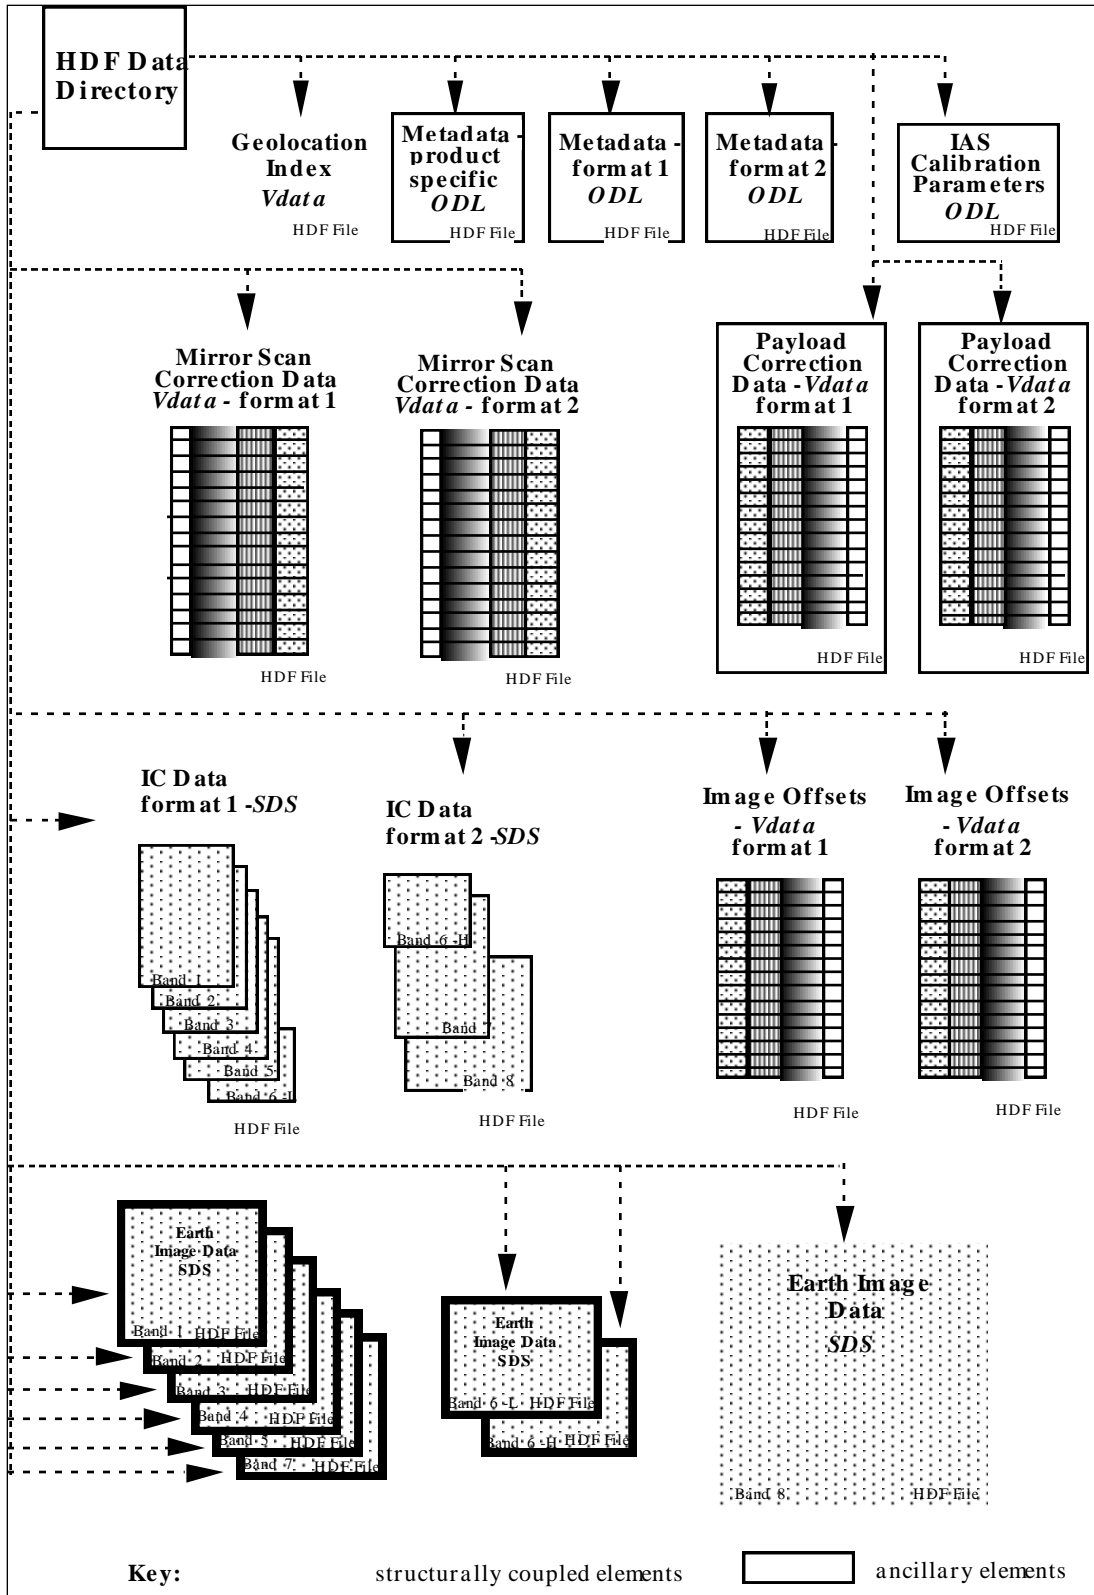 HDF Data
Directory
Geolocation
Index
Vdata
HDF File
Metadata -
product
specific
ODL
HDF File
Metadata -
format 1
ODL
HDF File
Metadata -
format 2
ODL
HDF File
IAS
Calibration
Parameters
ODL
HDF File
Mirror Scan
Correction Data
Vdata - format 1
HDF File
Mirror Scan
Correction Data
Vdata - format 2
HDF File
Payload
Correction
Data - Vdata
format 1
HDF File
Payload
Correction
Data - Vdata
format 2
HDF File
IC Data
format 1 - SDS
Band 1
Band 2
Band 3
Band 4
Band 5
Band 6 -L
HDF File
IC Data
format 2 - SDS
Band 6 -H
Band 7
Band 8
HDF File
Image Offsets
- Vdata
format 1
HDF File
Image Offsets
- Vdata
format 2
HDF File
Earth
Image Data
SDS
Band 1 HDF File
Band 2 HDF File
Band 3 HDF File
Band 4 HDF File
Band 5 HDF File
Band 7 HDF File
Earth
Image Data
SDS
Band 6 -L HDF File
Band 6 -H HDF File
Earth Image
Data
SDS
Band 8 HDF File
Key: structurally coupled elements ancillary elements